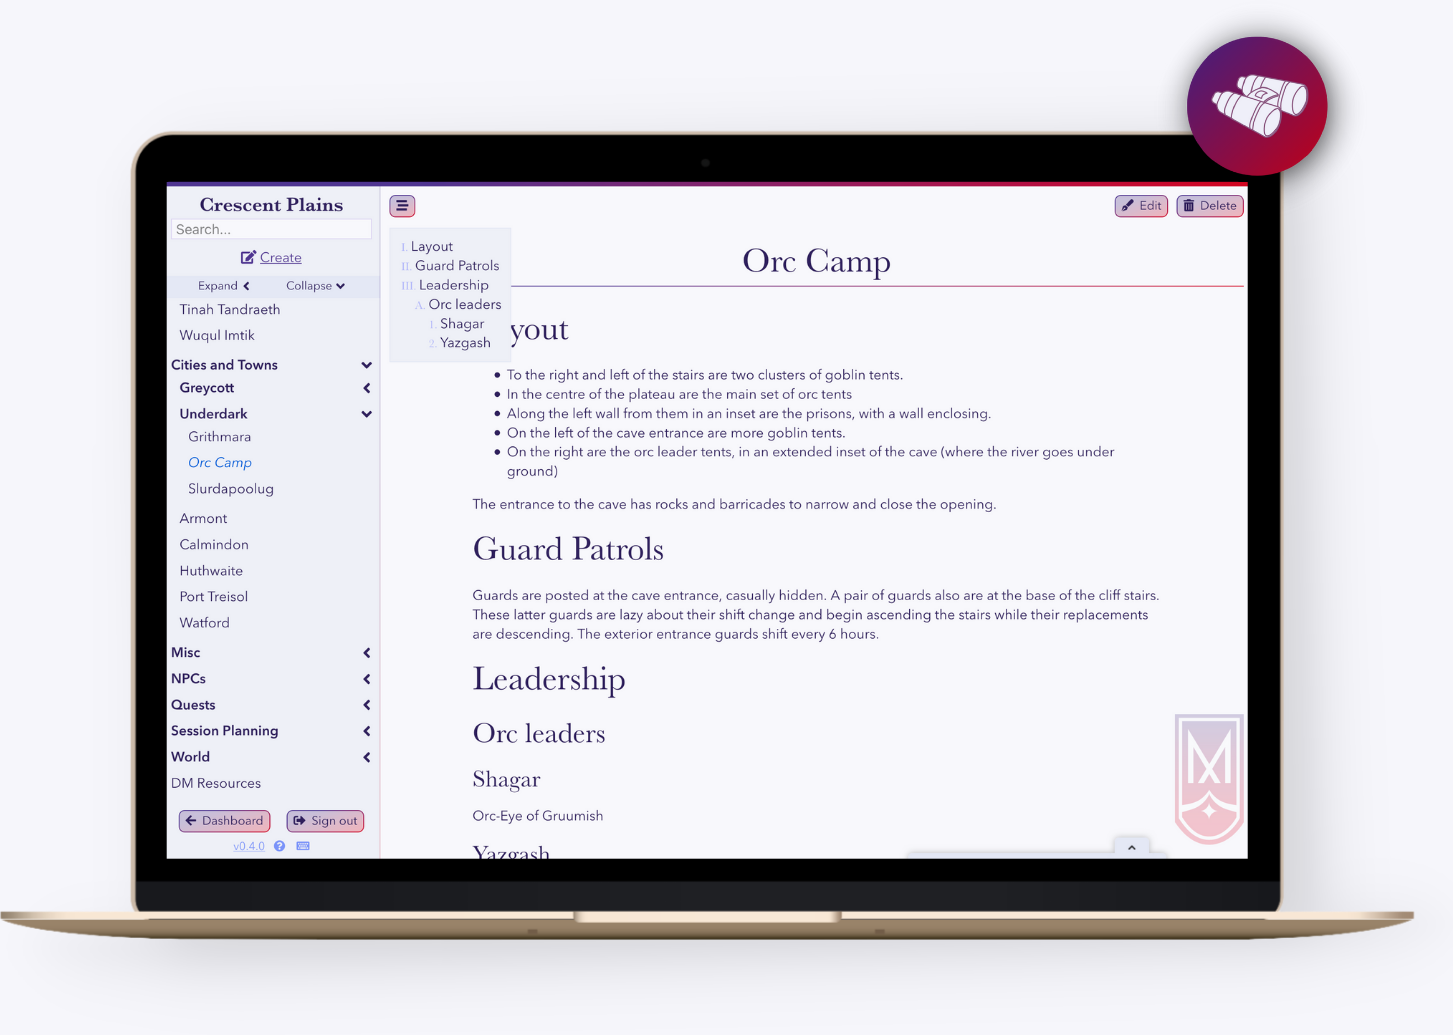 Crescent Plains
Search...
Create
Expand
Collapse
Tinah Tandraeth
Wuqul Imtik
Cities and Towns
Greycott
Underdark
Grithmara
Orc Camp
Slurdapoolug
Armont
Calmindon
Huthwaite
Port Treisol
Watford
Misc
NPCs
Quests
Session Planning
World
DM Resources
Dashboard
Sign out
v0.4.0
Edit
Delete
I. Layout
II. Guard Patrols
III. Leadership
A. Orc leaders
1. Shagar
2. Yazgash
Orc Camp
yout
• To the right and left of the stairs are two clusters of goblin tents.
• In the centre of the plateau are the main set of orc tents
• Along the left wall from them in an inset are the prisons, with a wall enclosing.
• On the left of the cave entrance are more goblin tents.
• On the right are the orc leader tents, in an extended inset of the cave (where the river goes under
ground)
The entrance to the cave has rocks and barricades to narrow and close the opening.
Guard Patrols
Guards are posted at the cave entrance, casually hidden. A pair of guards also are at the base of the cliff stairs.
These latter guards are lazy about their shift change and begin ascending the stairs while their replacements
are descending. The exterior entrance guards shift every 6 hours.
Leadership
Orc leaders
Shagar
Orc-Eye of Gruumish
Yazgash